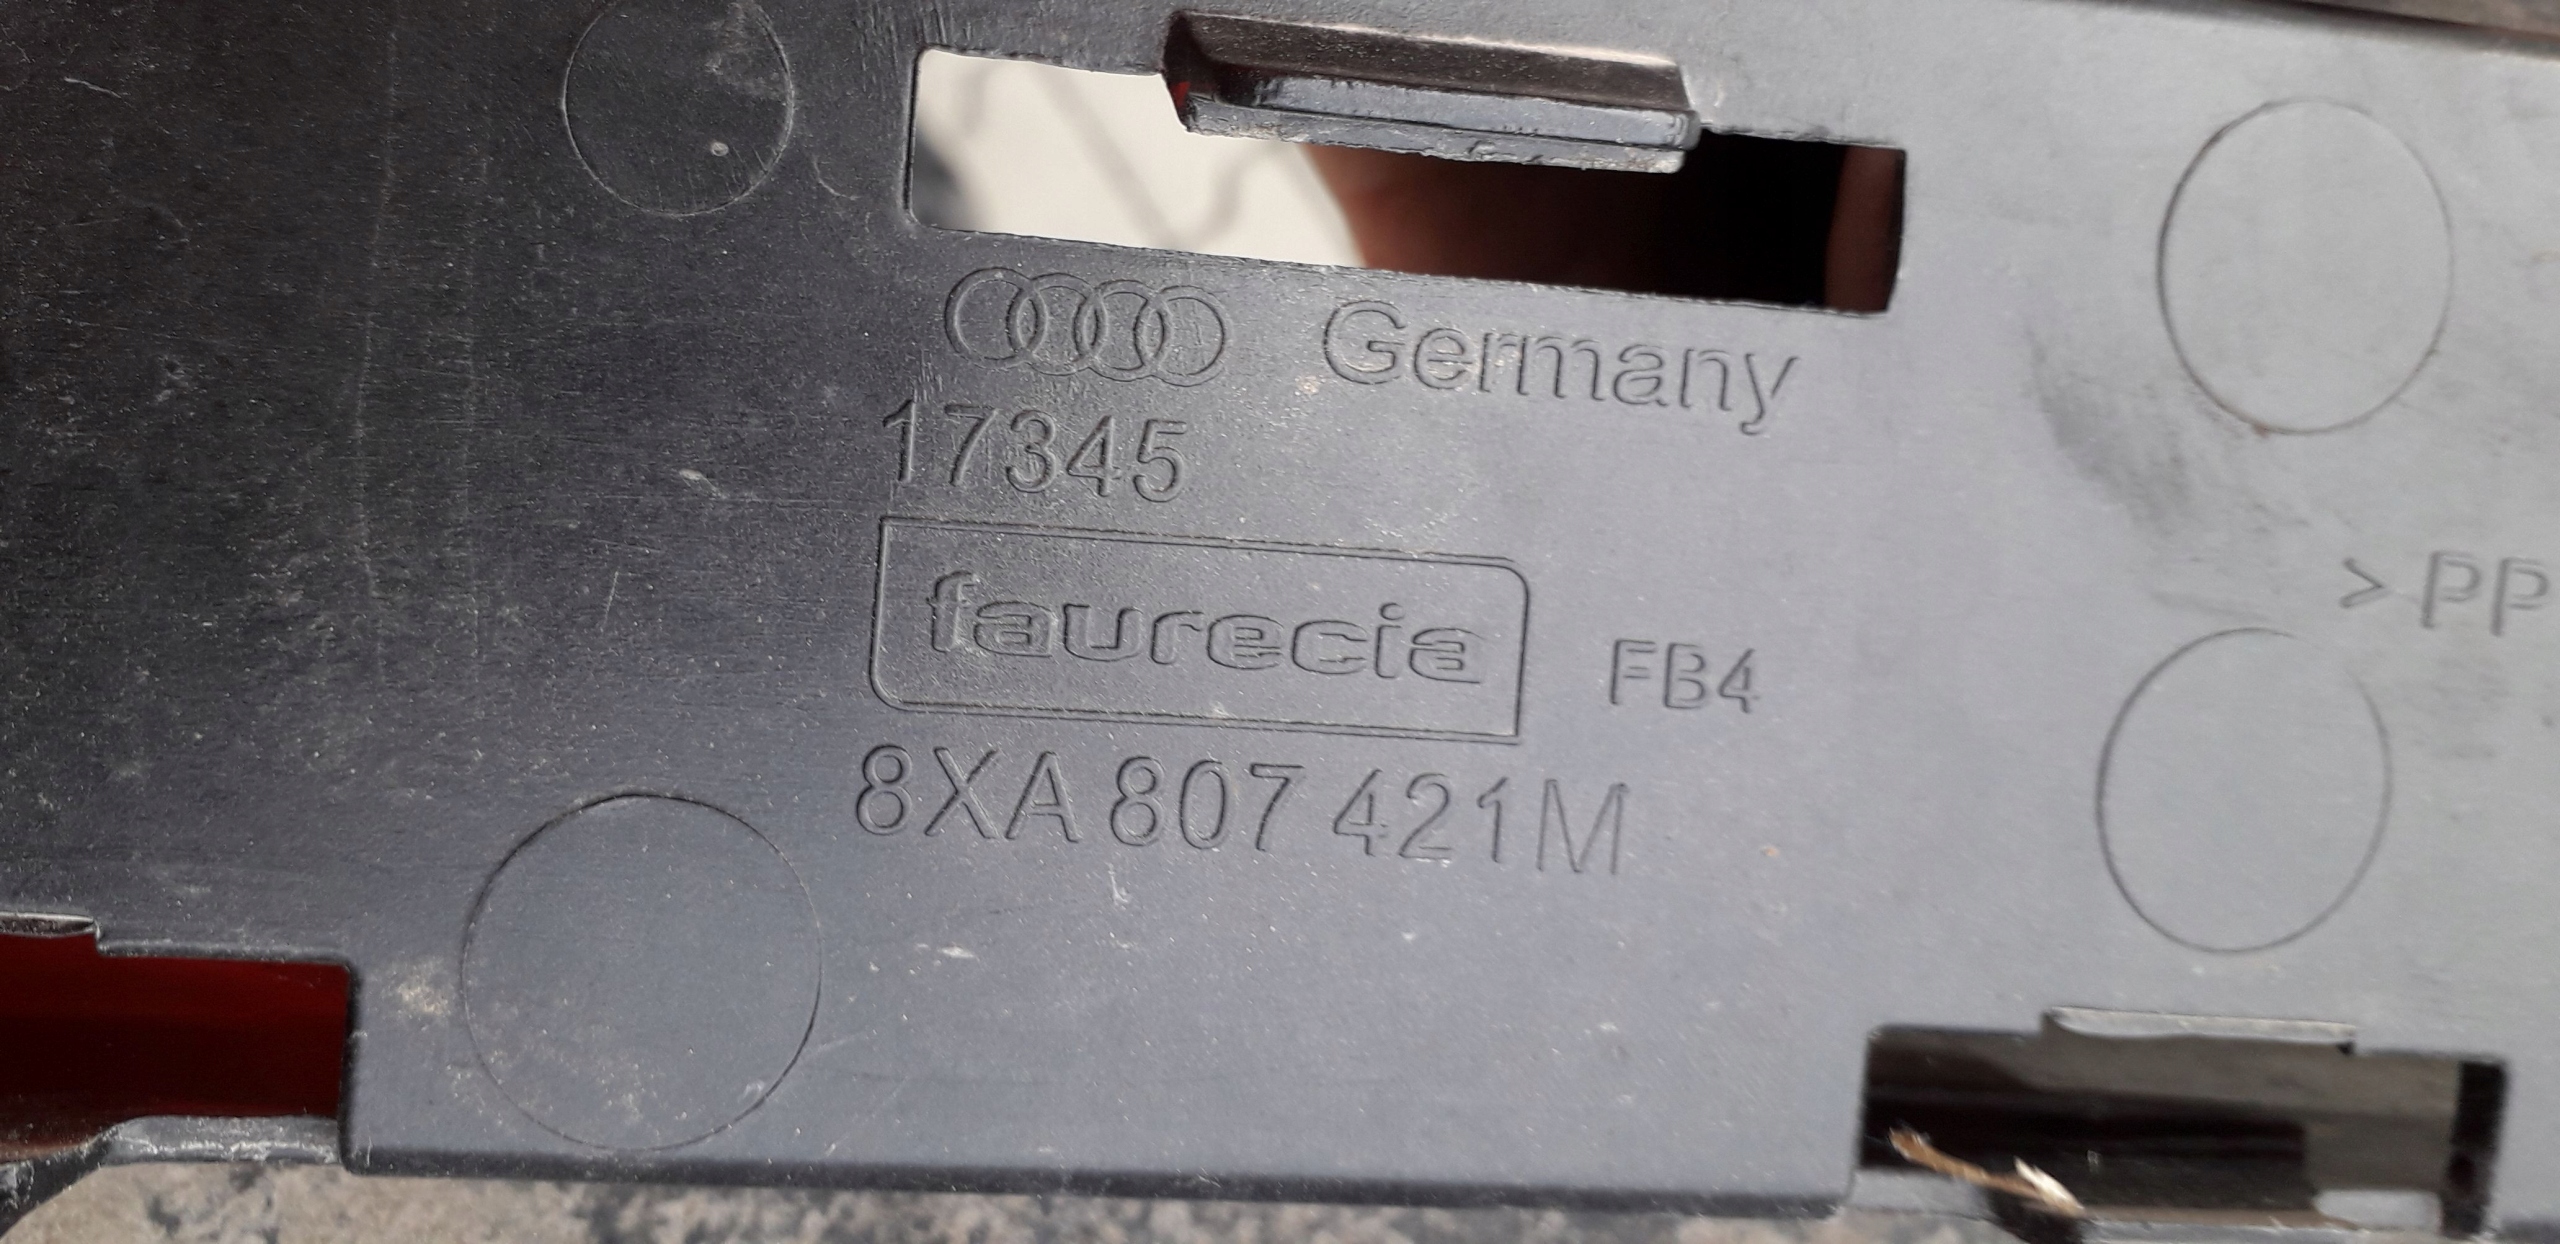 Germany
17345
faurecia FB4
8XA 807 421M
>PP